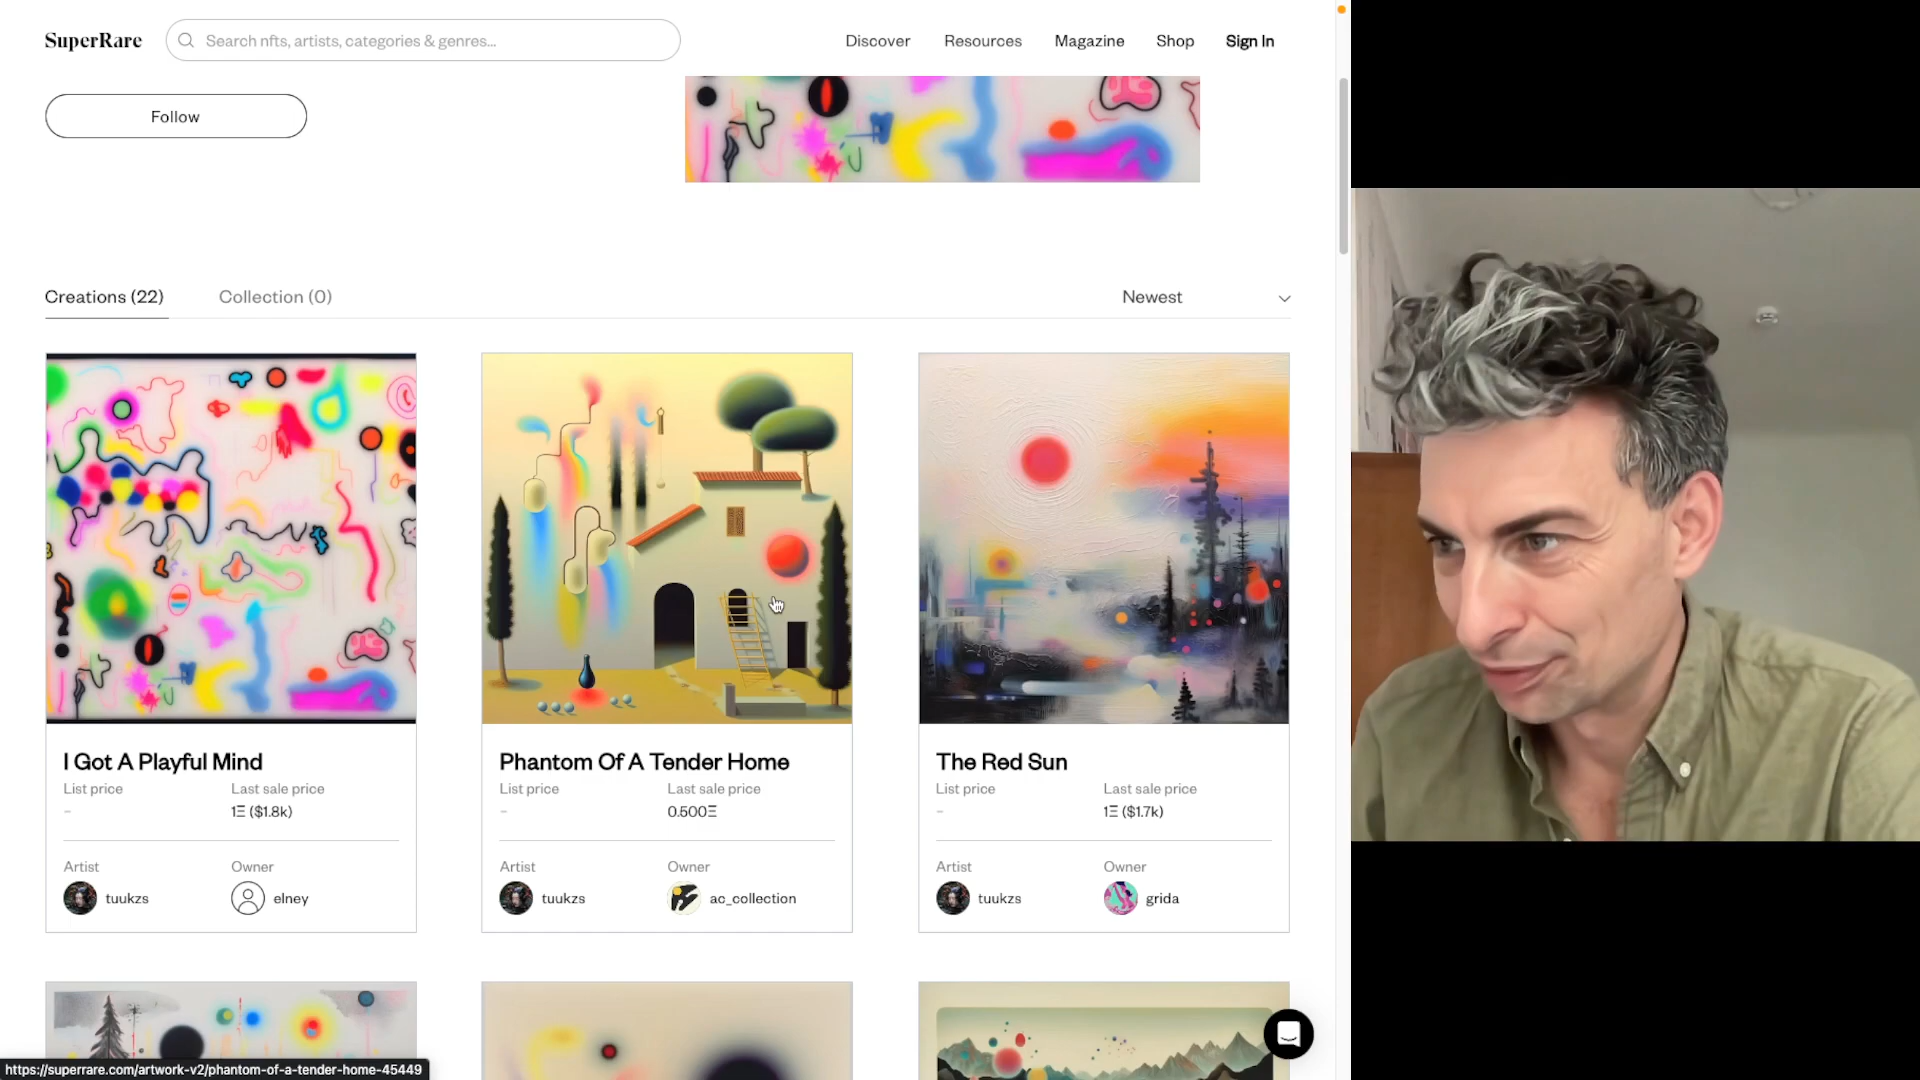 SuperRare
Search nfts, artists, categories & genres...
Discover
Resources
Magazine
Shop
Sign In
Follow
Creations (22)
Collection (0)
Newest
I Got A Playful Mind
List price
Last sale price
-
1Ξ ($1.8k)
Artist
Owner
tuukzs
elney
Phantom Of A Tender Home
List price
Last sale price
-
0.500Ξ
Artist
Owner
tuukzs
ac_collection
The Red Sun
List price
Last sale price
-
1Ξ ($1.7k)
Artist
Owner
tuukzs
grida
https://superrare.com/artwork-v2/phantom-of-a-tender-home-45449